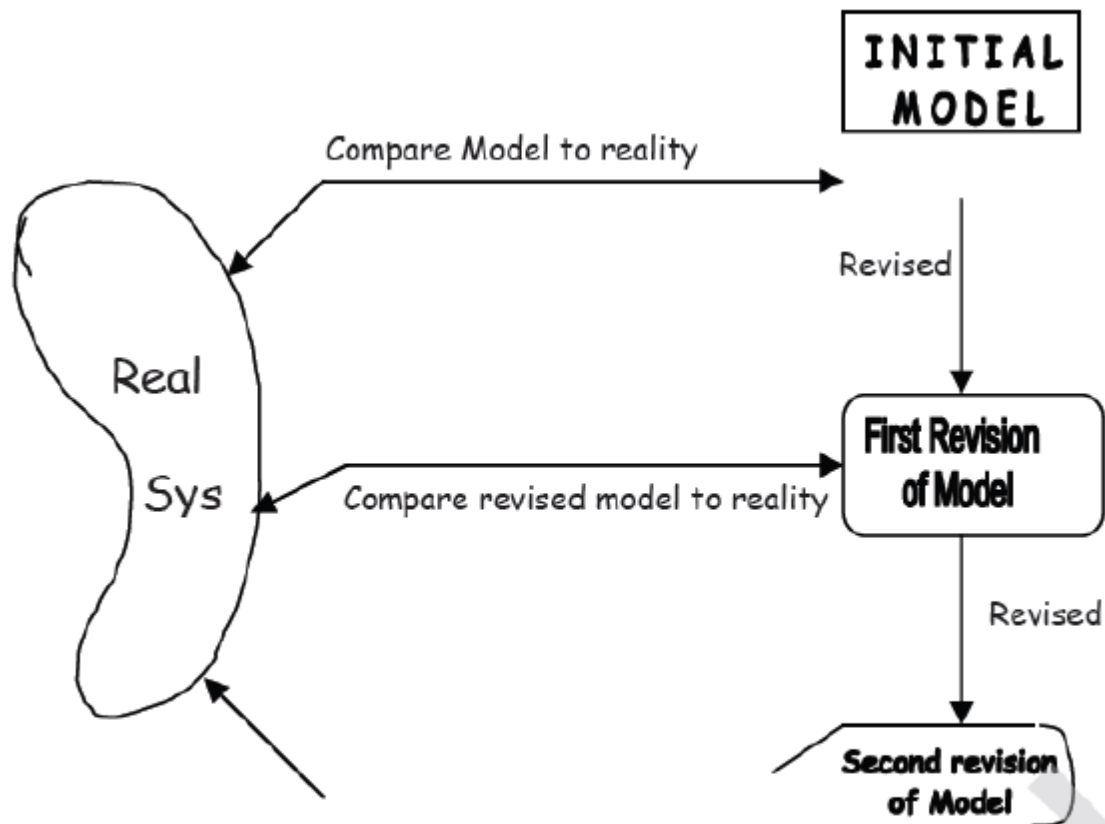 INITIAL
MODEL
Compare Model to reality
Revised
Real
Sys
First Revision
of Model
Compare revised model to reality
Revised
Second revision
of Model